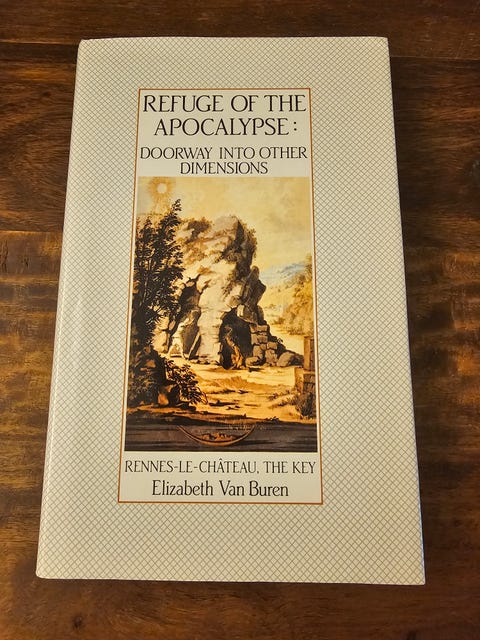 REFUGE OF THE
APOCALYPSE:
DOORWAY INTO OTHER
DIMENSIONS
RENNES-LE-CHÂTEAU, THE KEY
Elizabeth Van Buren